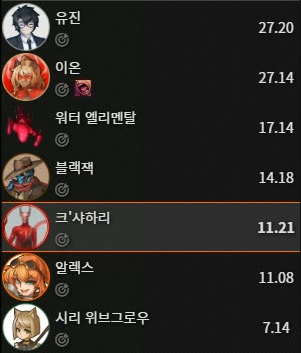 유진
27.20
이온
27.14
워터 엘리멘탈
17.14
블랙잭
14.18
크'샤하리
11.21
알렉스
11.08
시리 위브그로우
7.14